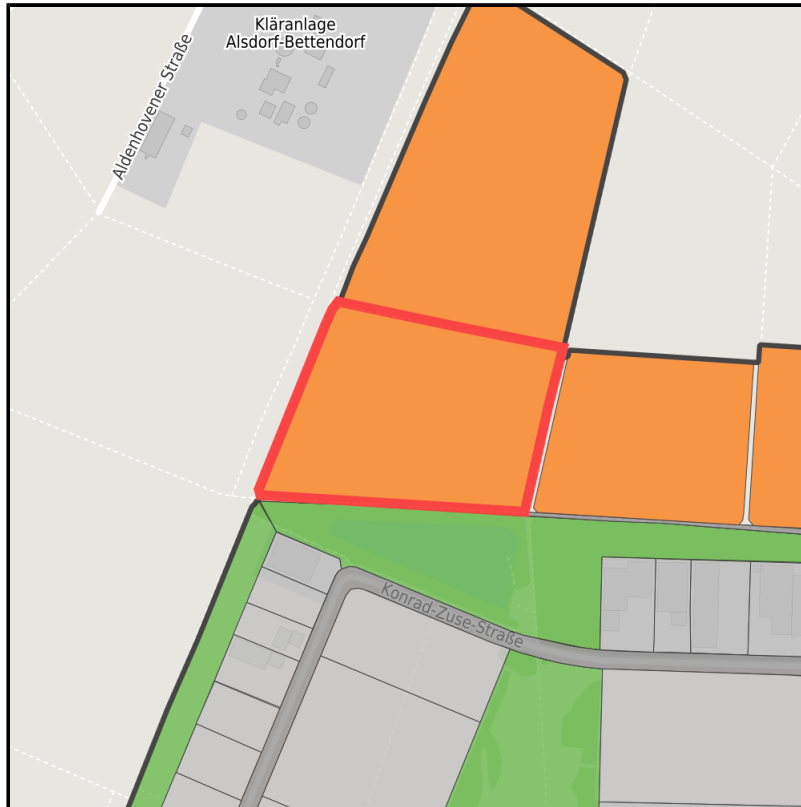 Kläranlage
Alsdorf-Bettendorf
Aldenhovener Straße
Konrad-Zuse-Straße